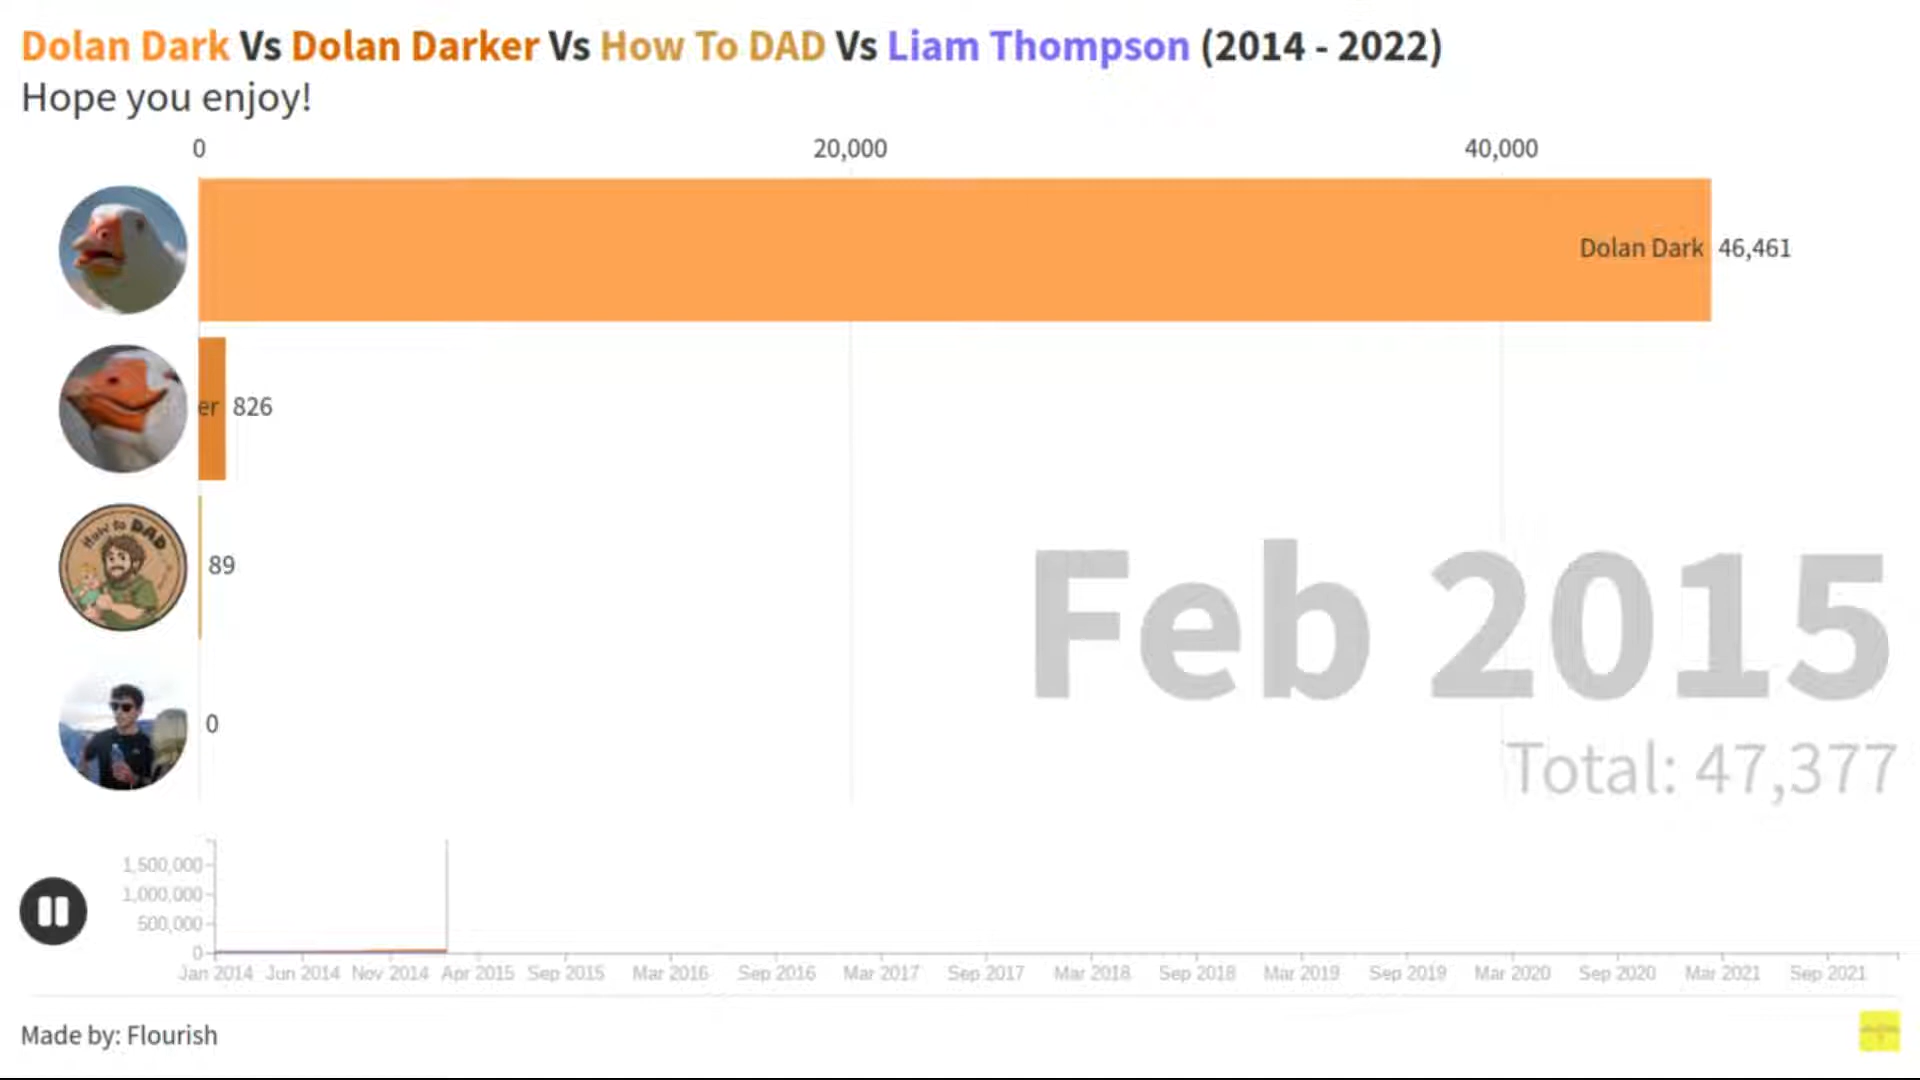 Dolan Dark Vs Dolan Darker Vs How To DAD Vs Liam Thompson (2014 - 2022)
Hope you enjoy!
0 20,000 40,000
Dolan Dark 46,461
er 826
How to DAD
89
0
Feb 2015
Total: 47,377
1,500,000
1,000,000
500,000
0
Jan 2014 Jun 2014 Nov 2014 Apr 2015 Sep 2015 Mar 2016 Sep 2016 Mar 2017 Sep 2017 Mar 2018 Sep 2018 Mar 2019 Sep 2019 Mar 2020 Sep 2020 Mar 2021 Sep 2021
Made by: Flourish